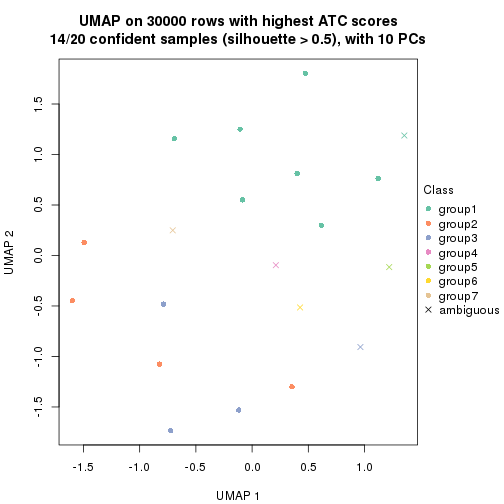 UMAP on 30000 rows with highest ATC scores
14/20 confident samples (silhouette > 0.5), with 10 PCs
UMAP 2
1.5
1.0
0.5
0.0
-0.5
-1.0
-1.5
-1.5 -1.0 -0.5 0.0 0.5 1.0
UMAP 1
Class
group1
group2
group3
group4
group5
group6
group7
ambiguous